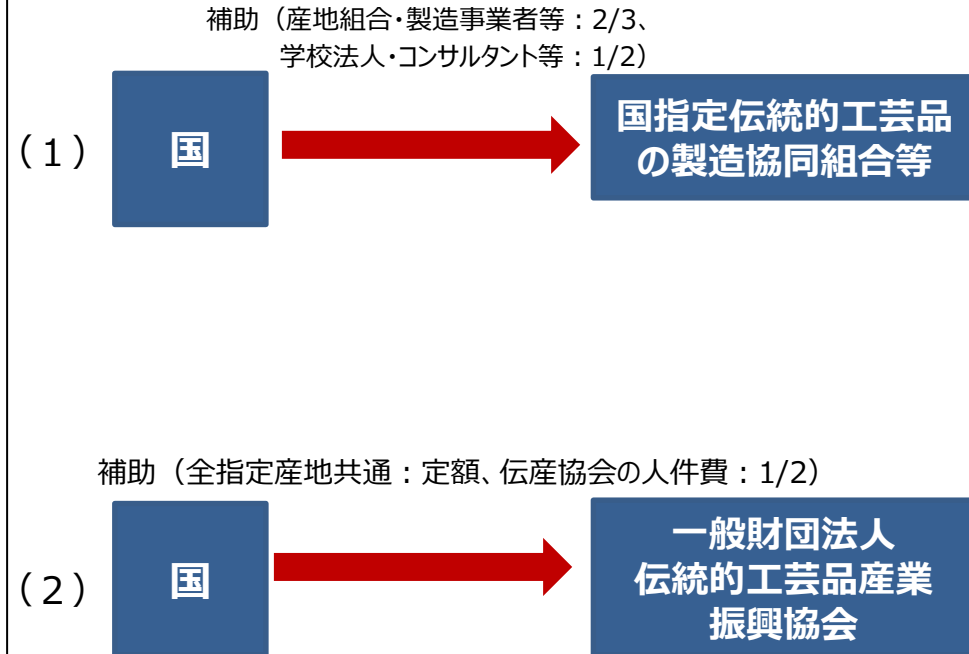 補助（産地組合・製造事業者等：2/3、
学校法人・コンサルタント等：1/2）
（１）
国
国指定伝統的工芸品
の製造協同組合等
補助（全指定産地共通：定額、伝産協会の人件費：1/2）
（２）
国
一般財団法人
伝統的工芸品産業
振興協会